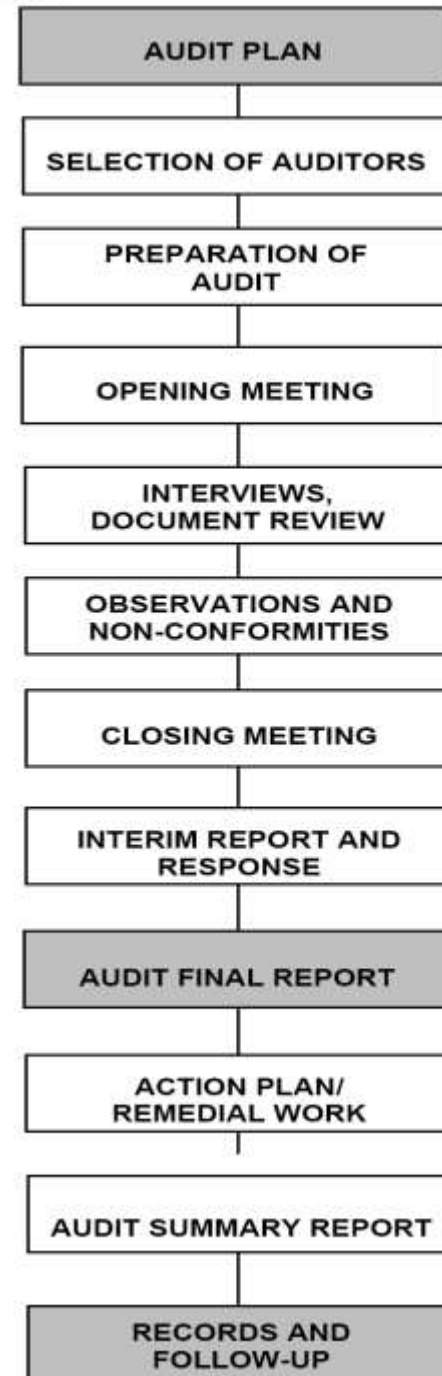 AUDIT PLAN
SELECTION OF AUDITORS
PREPARATION OF
AUDIT
OPENING MEETING
INTERVIEWS,
DOCUMENT REVIEW
OBSERVATIONS AND
NON-CONFORMITIES
CLOSING MEETING
INTERIM REPORT AND
RESPONSE
AUDIT FINAL REPORT
ACTION PLAN/
REMEDIAL WORK
AUDIT SUMMARY REPORT
RECORDS AND
FOLLOW-UP